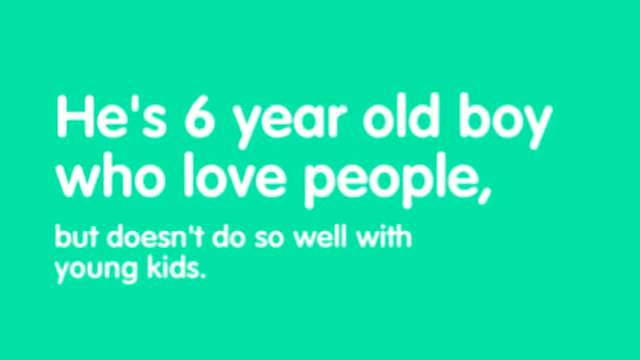 He's 6 year old boy
who love people,
but doesn't do so well with
young kids.